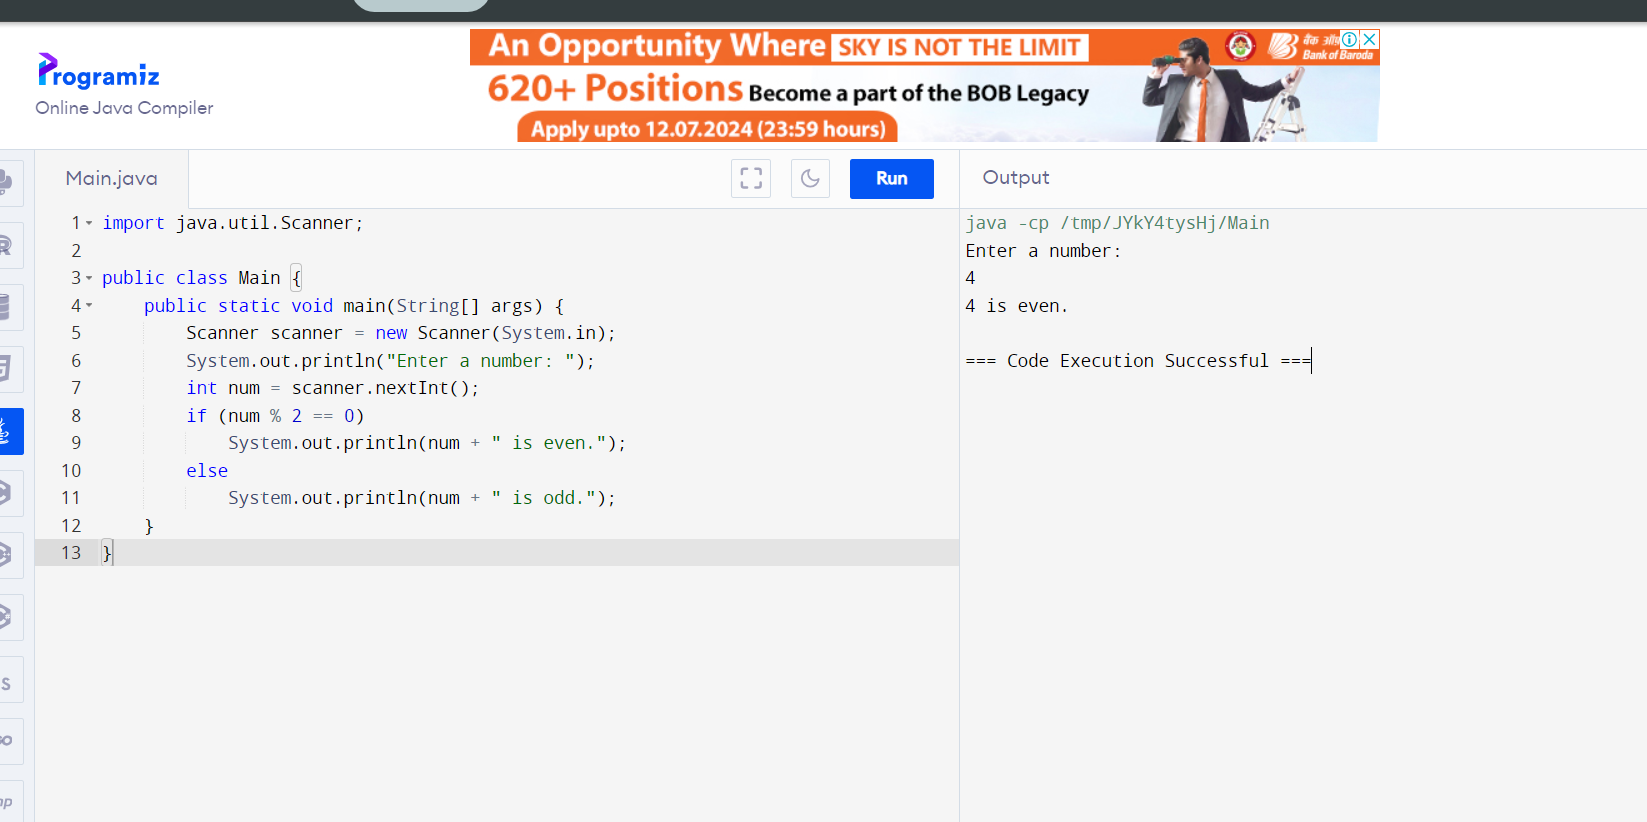 An Opportunity Where SKY IS NOT THE LIMIT
620+ Positions Become a part of the BOB Legacy
Apply upto 12.07.2024 (23:59 hours)
बैंक
Bank of Baroda
Programiz
Online Java Compiler
Main.java
Run
Output
1 import java.util.Scanner;
2
3 public class Main {
4     public static void main(String[] args) {
5         Scanner scanner = new Scanner(System.in);
6         System.out.println("Enter a number: ");
7         int num = scanner.nextInt();
8         if (num % 2 == 0)
9             System.out.println(num + " is even.");
10         else
11             System.out.println(num + " is odd.");
12     }
13 }
java -cp /tmp/JYkY4tysHj/Main
Enter a number:
4
4 is even.
=== Code Execution Successful ===